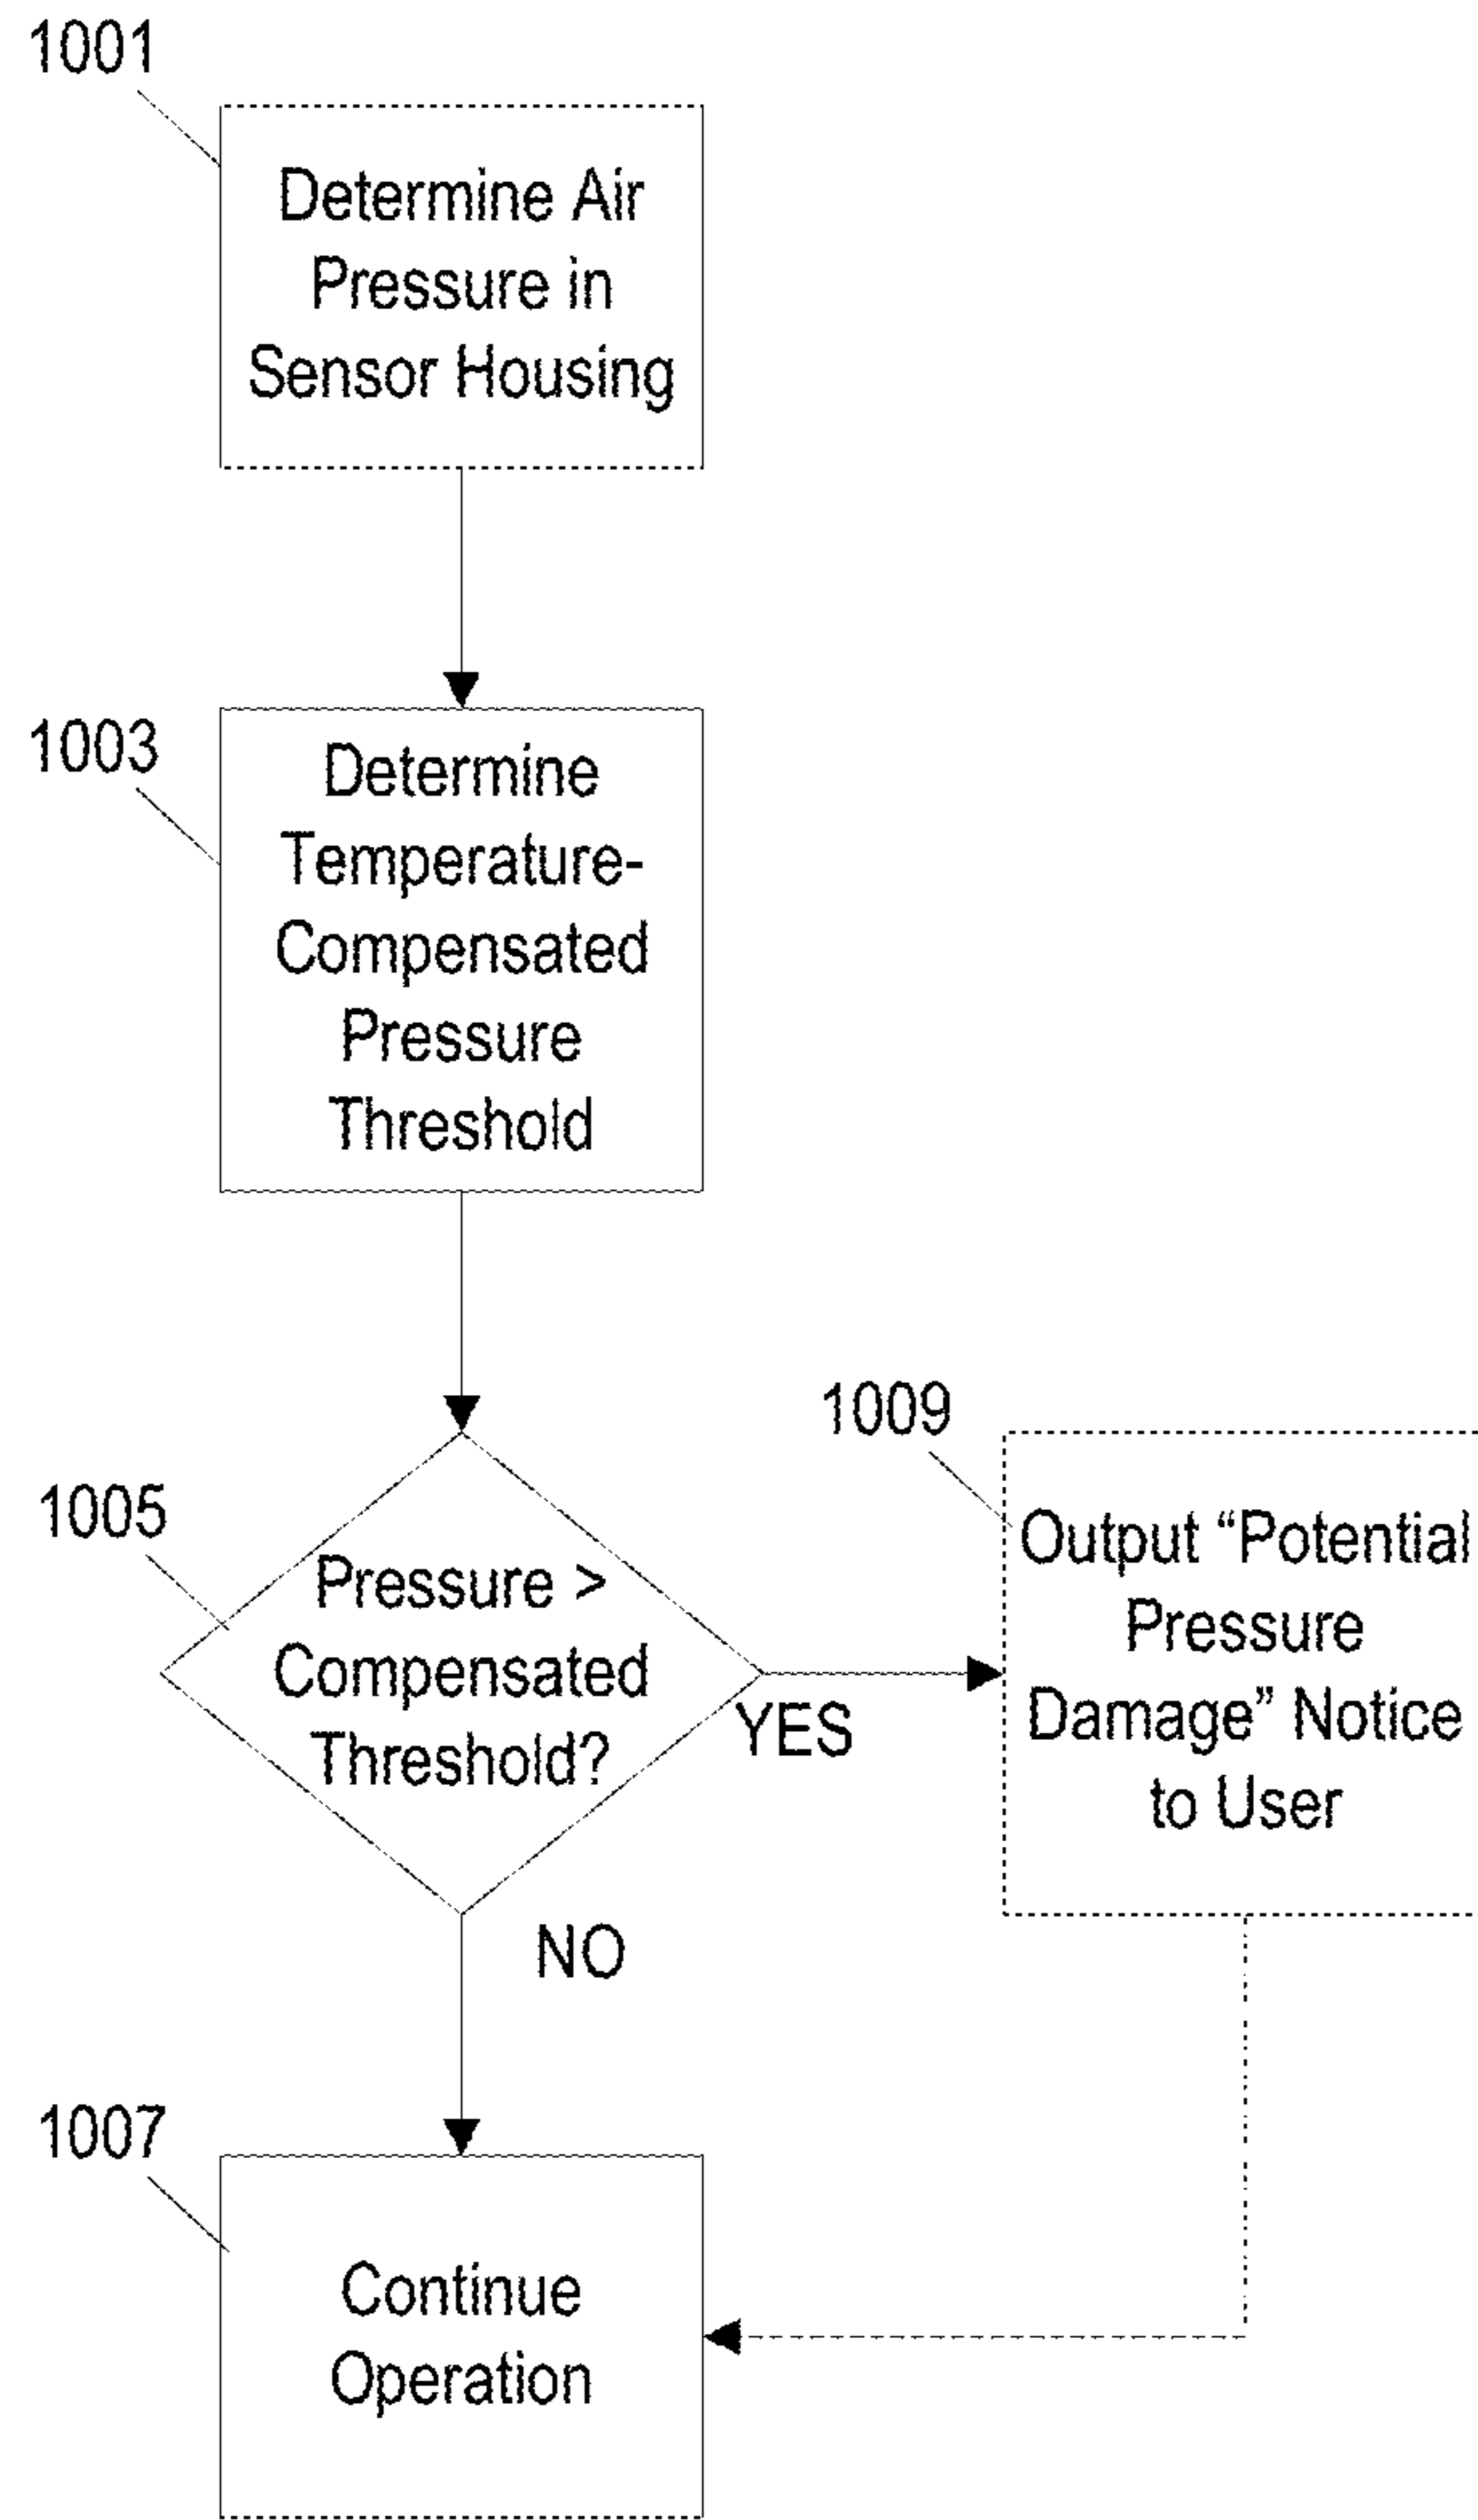 1001
Determine Air
Pressure in
Sensor Housing
1003
Determine
Temperature-
Compensated
Pressure
Threshold
1005
Pressure >
Compensated
Threshold?
YES
NO
1009
Output “Potential
Pressure
Damage” Notice
to User
1007
Continue
Operation